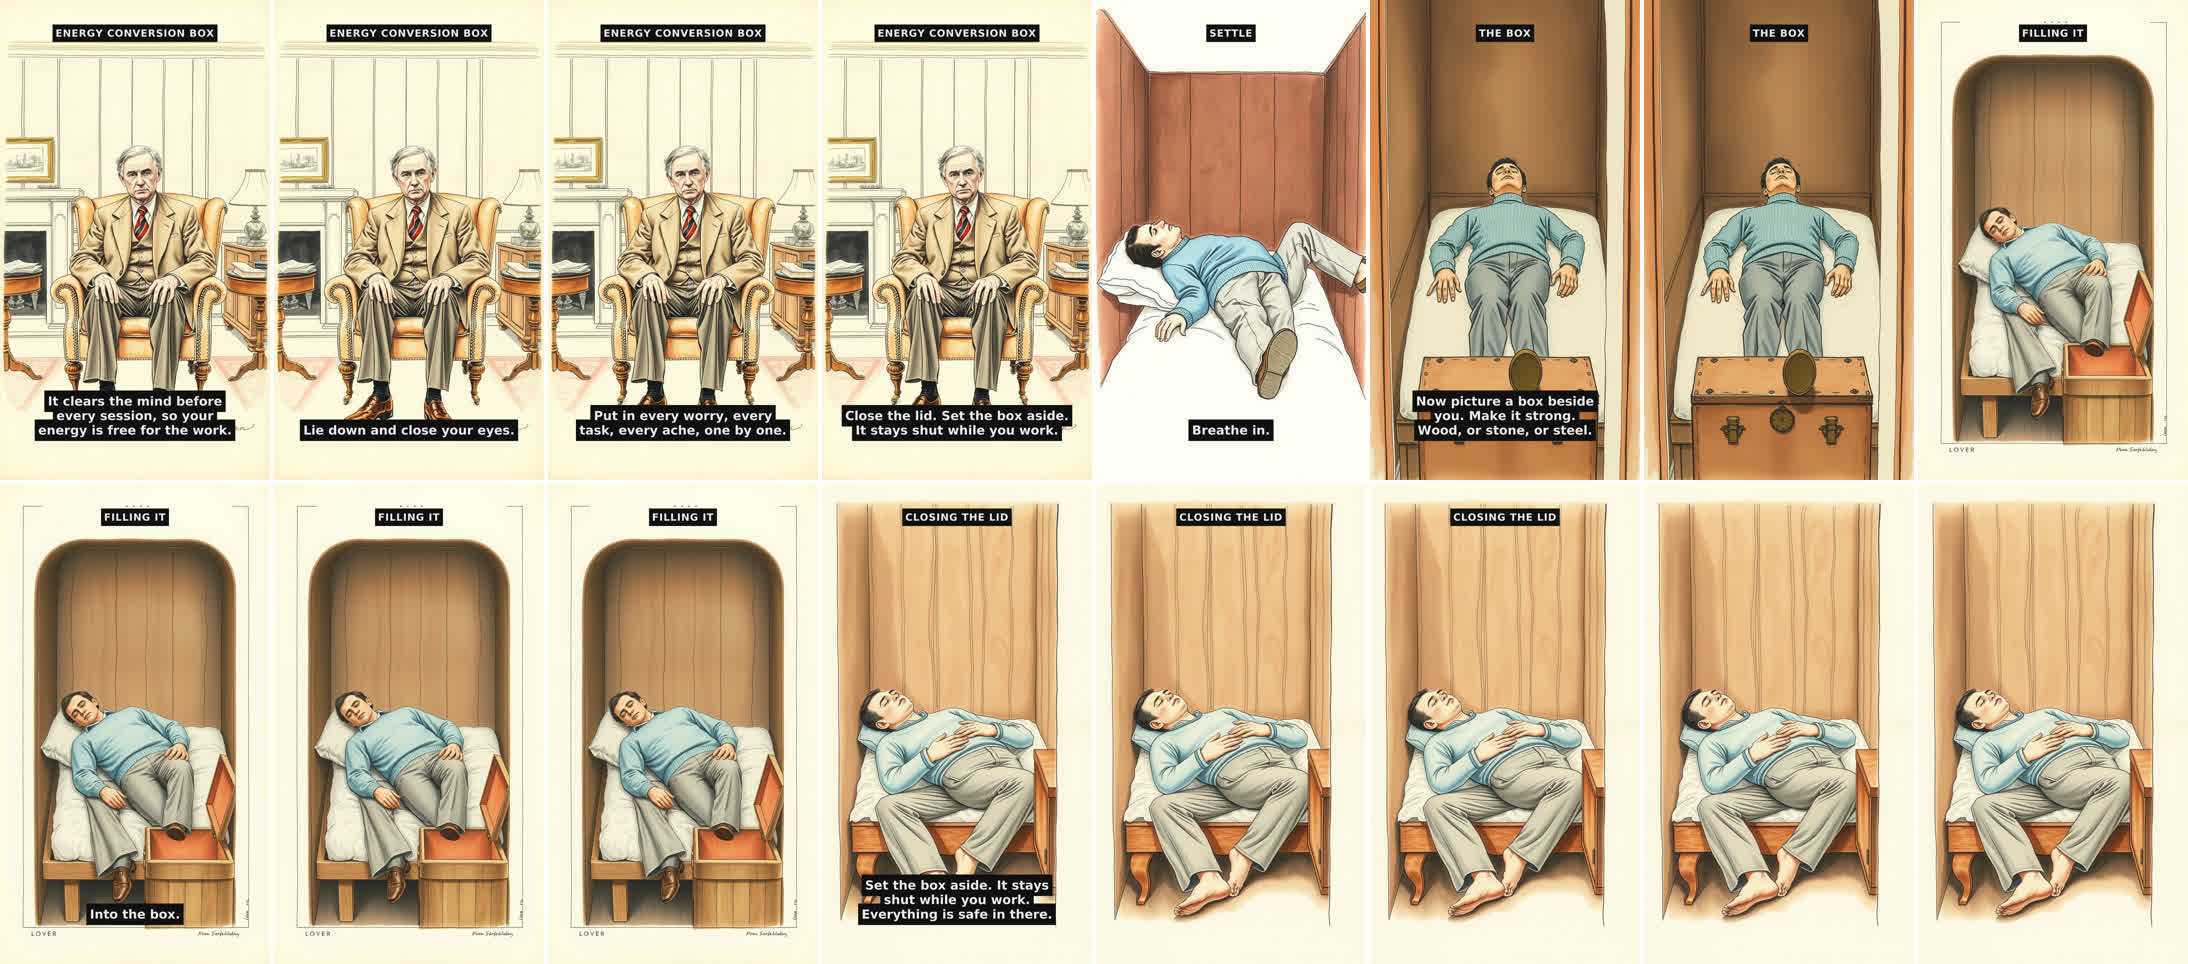 ENERGY CONVERSION BOX
It clears the mind before
every session, so your
energy is free for the work.
ENERGY CONVERSION BOX
Lie down and close your eyes.
ENERGY CONVERSION BOX
Put in every worry, every
task, every ache, one by one.
ENERGY CONVERSION BOX
Close the lid. Set the box aside.
It stays shut while you work.
SETTLE
Breathe in.
THE BOX
Now picture a box beside
you. Make it strong.
Wood, or stone, or steel.
THE BOX
FILLING IT
LOVER
FILLING IT
Into the box.
LOVER
FILLING IT
LOVER
FILLING IT
LOVER
CLOSING THE LID
Set the box aside. It stays
shut while you work.
Everything is safe in there.
CLOSING THE LID
CLOSING THE LID